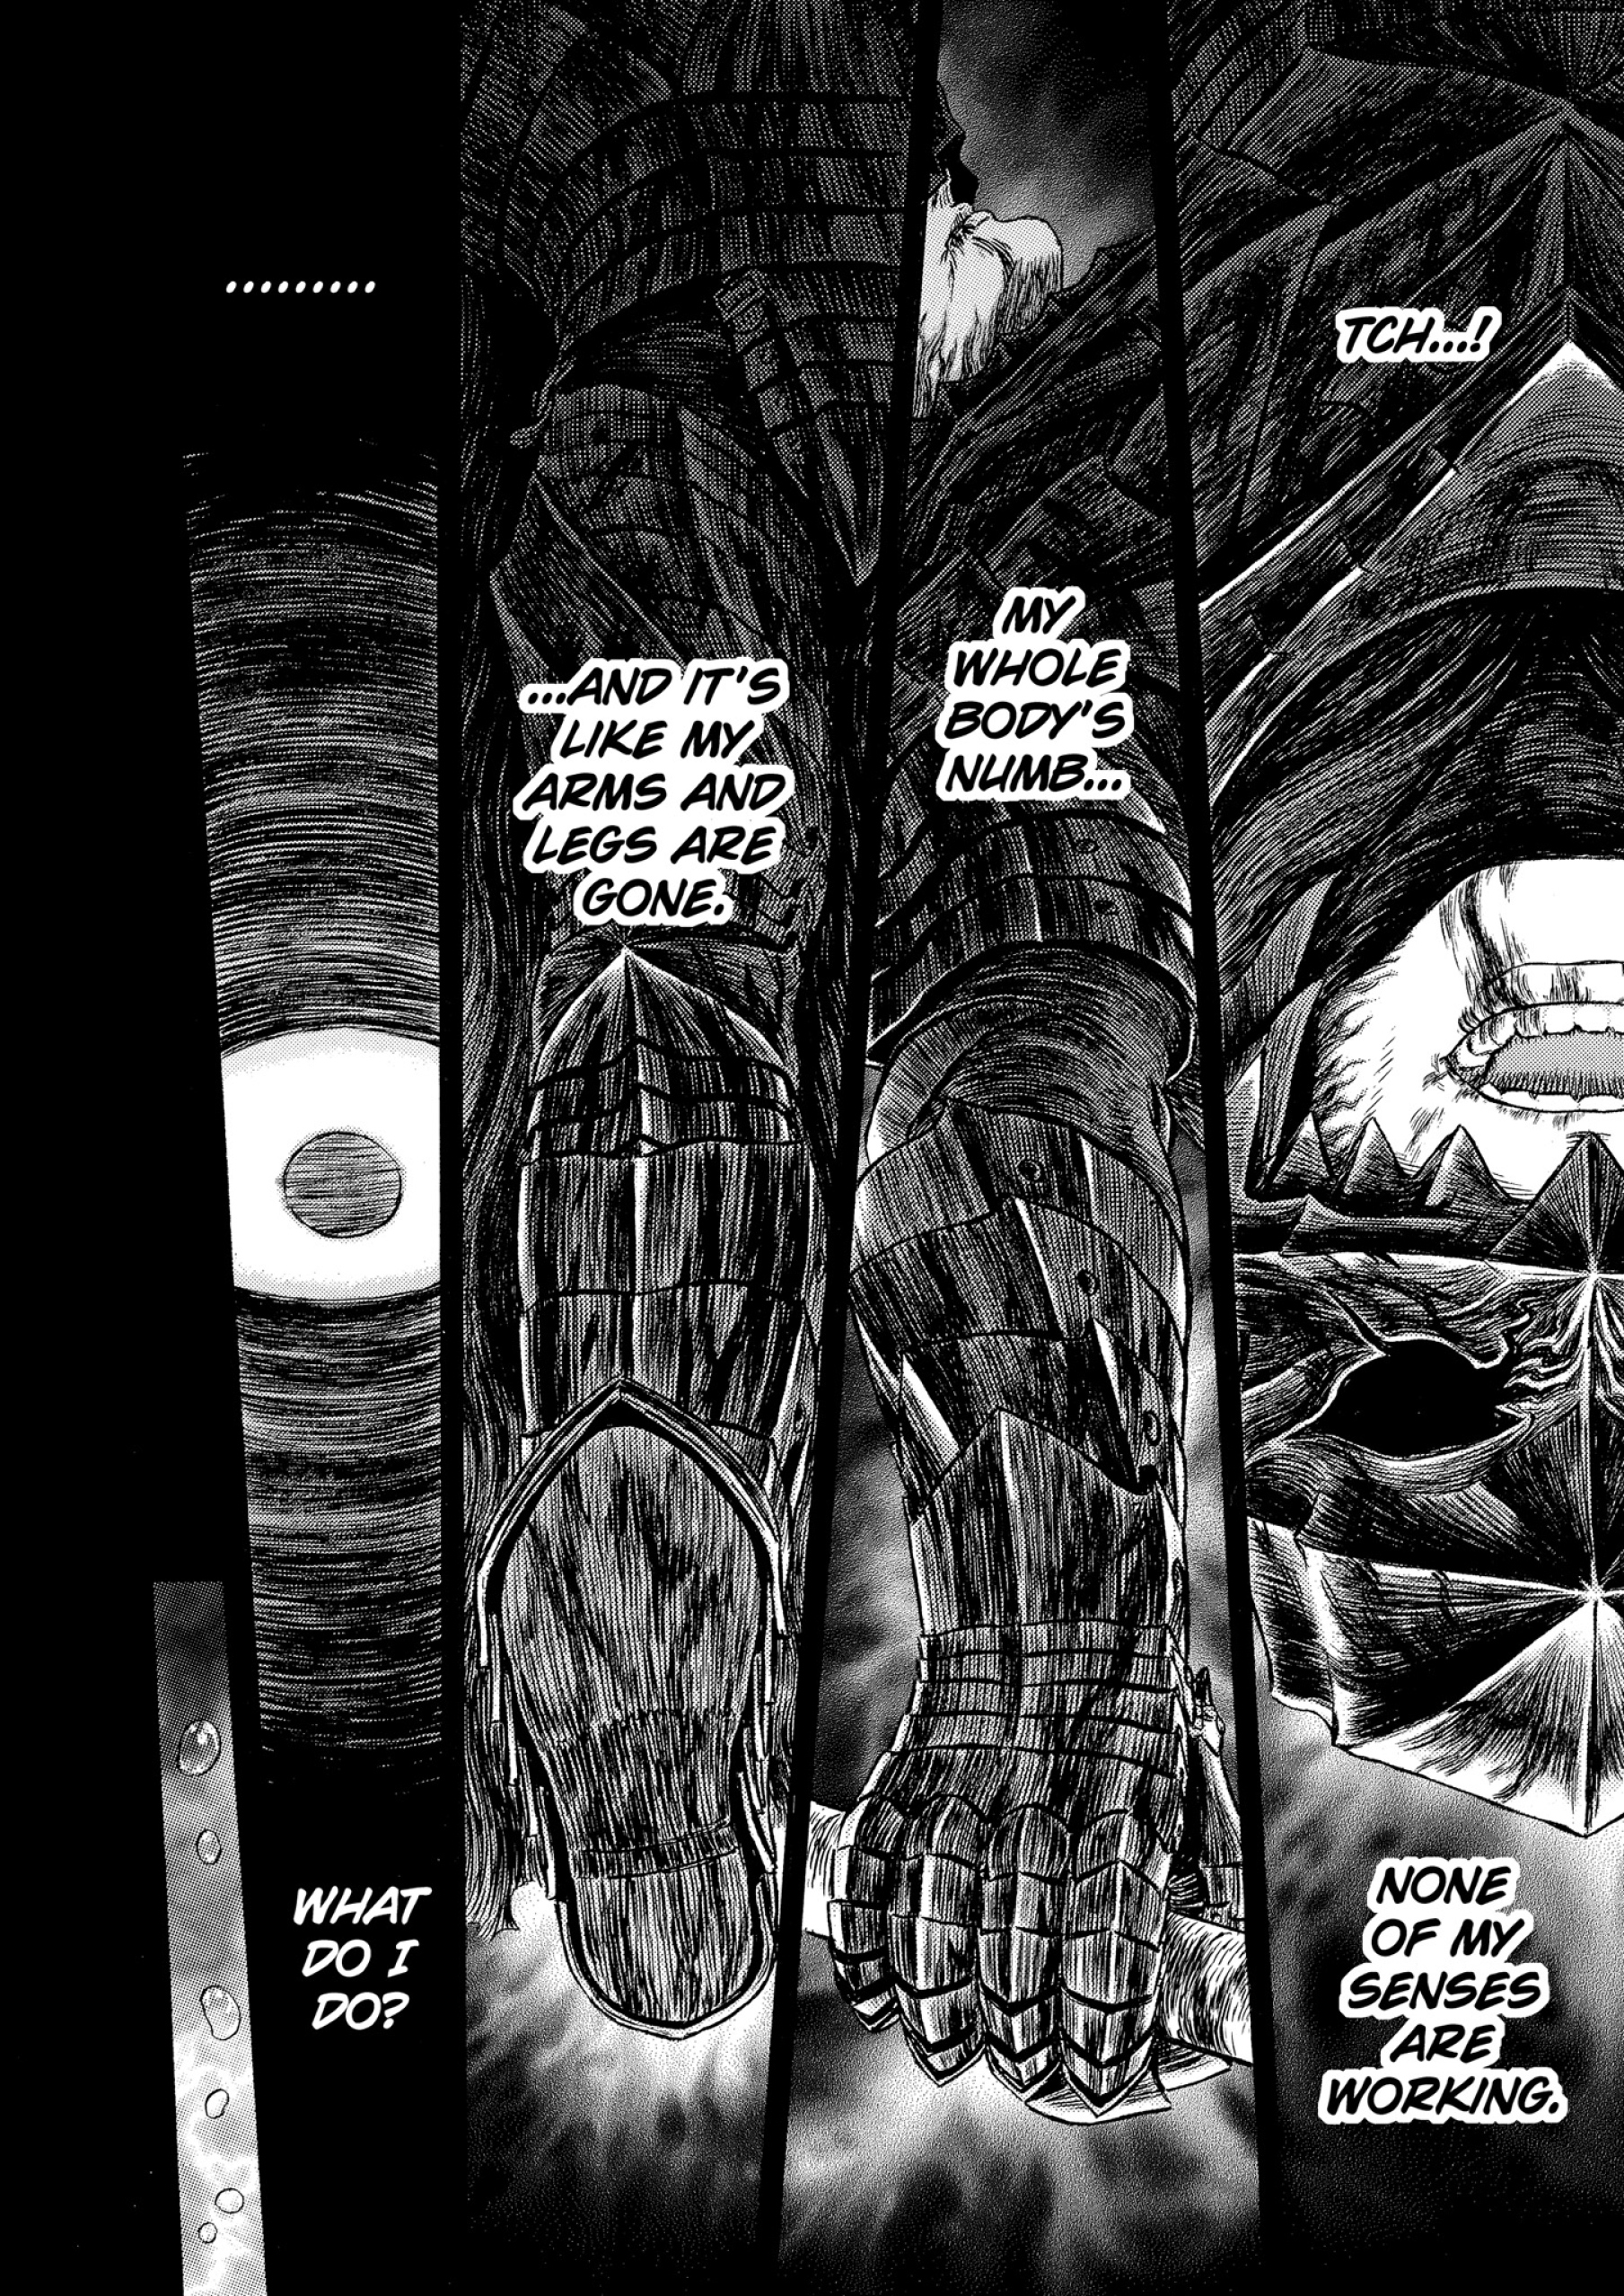 TCH...!
NONE
OF MY
SENSES
ARE
WORKING.
MY
WHOLE
BODY'S
NUMB...
...AND IT'S
LIKE MY
ARMS AND
LEGS ARE
GONE.
.........
WHAT
DO I
DO?